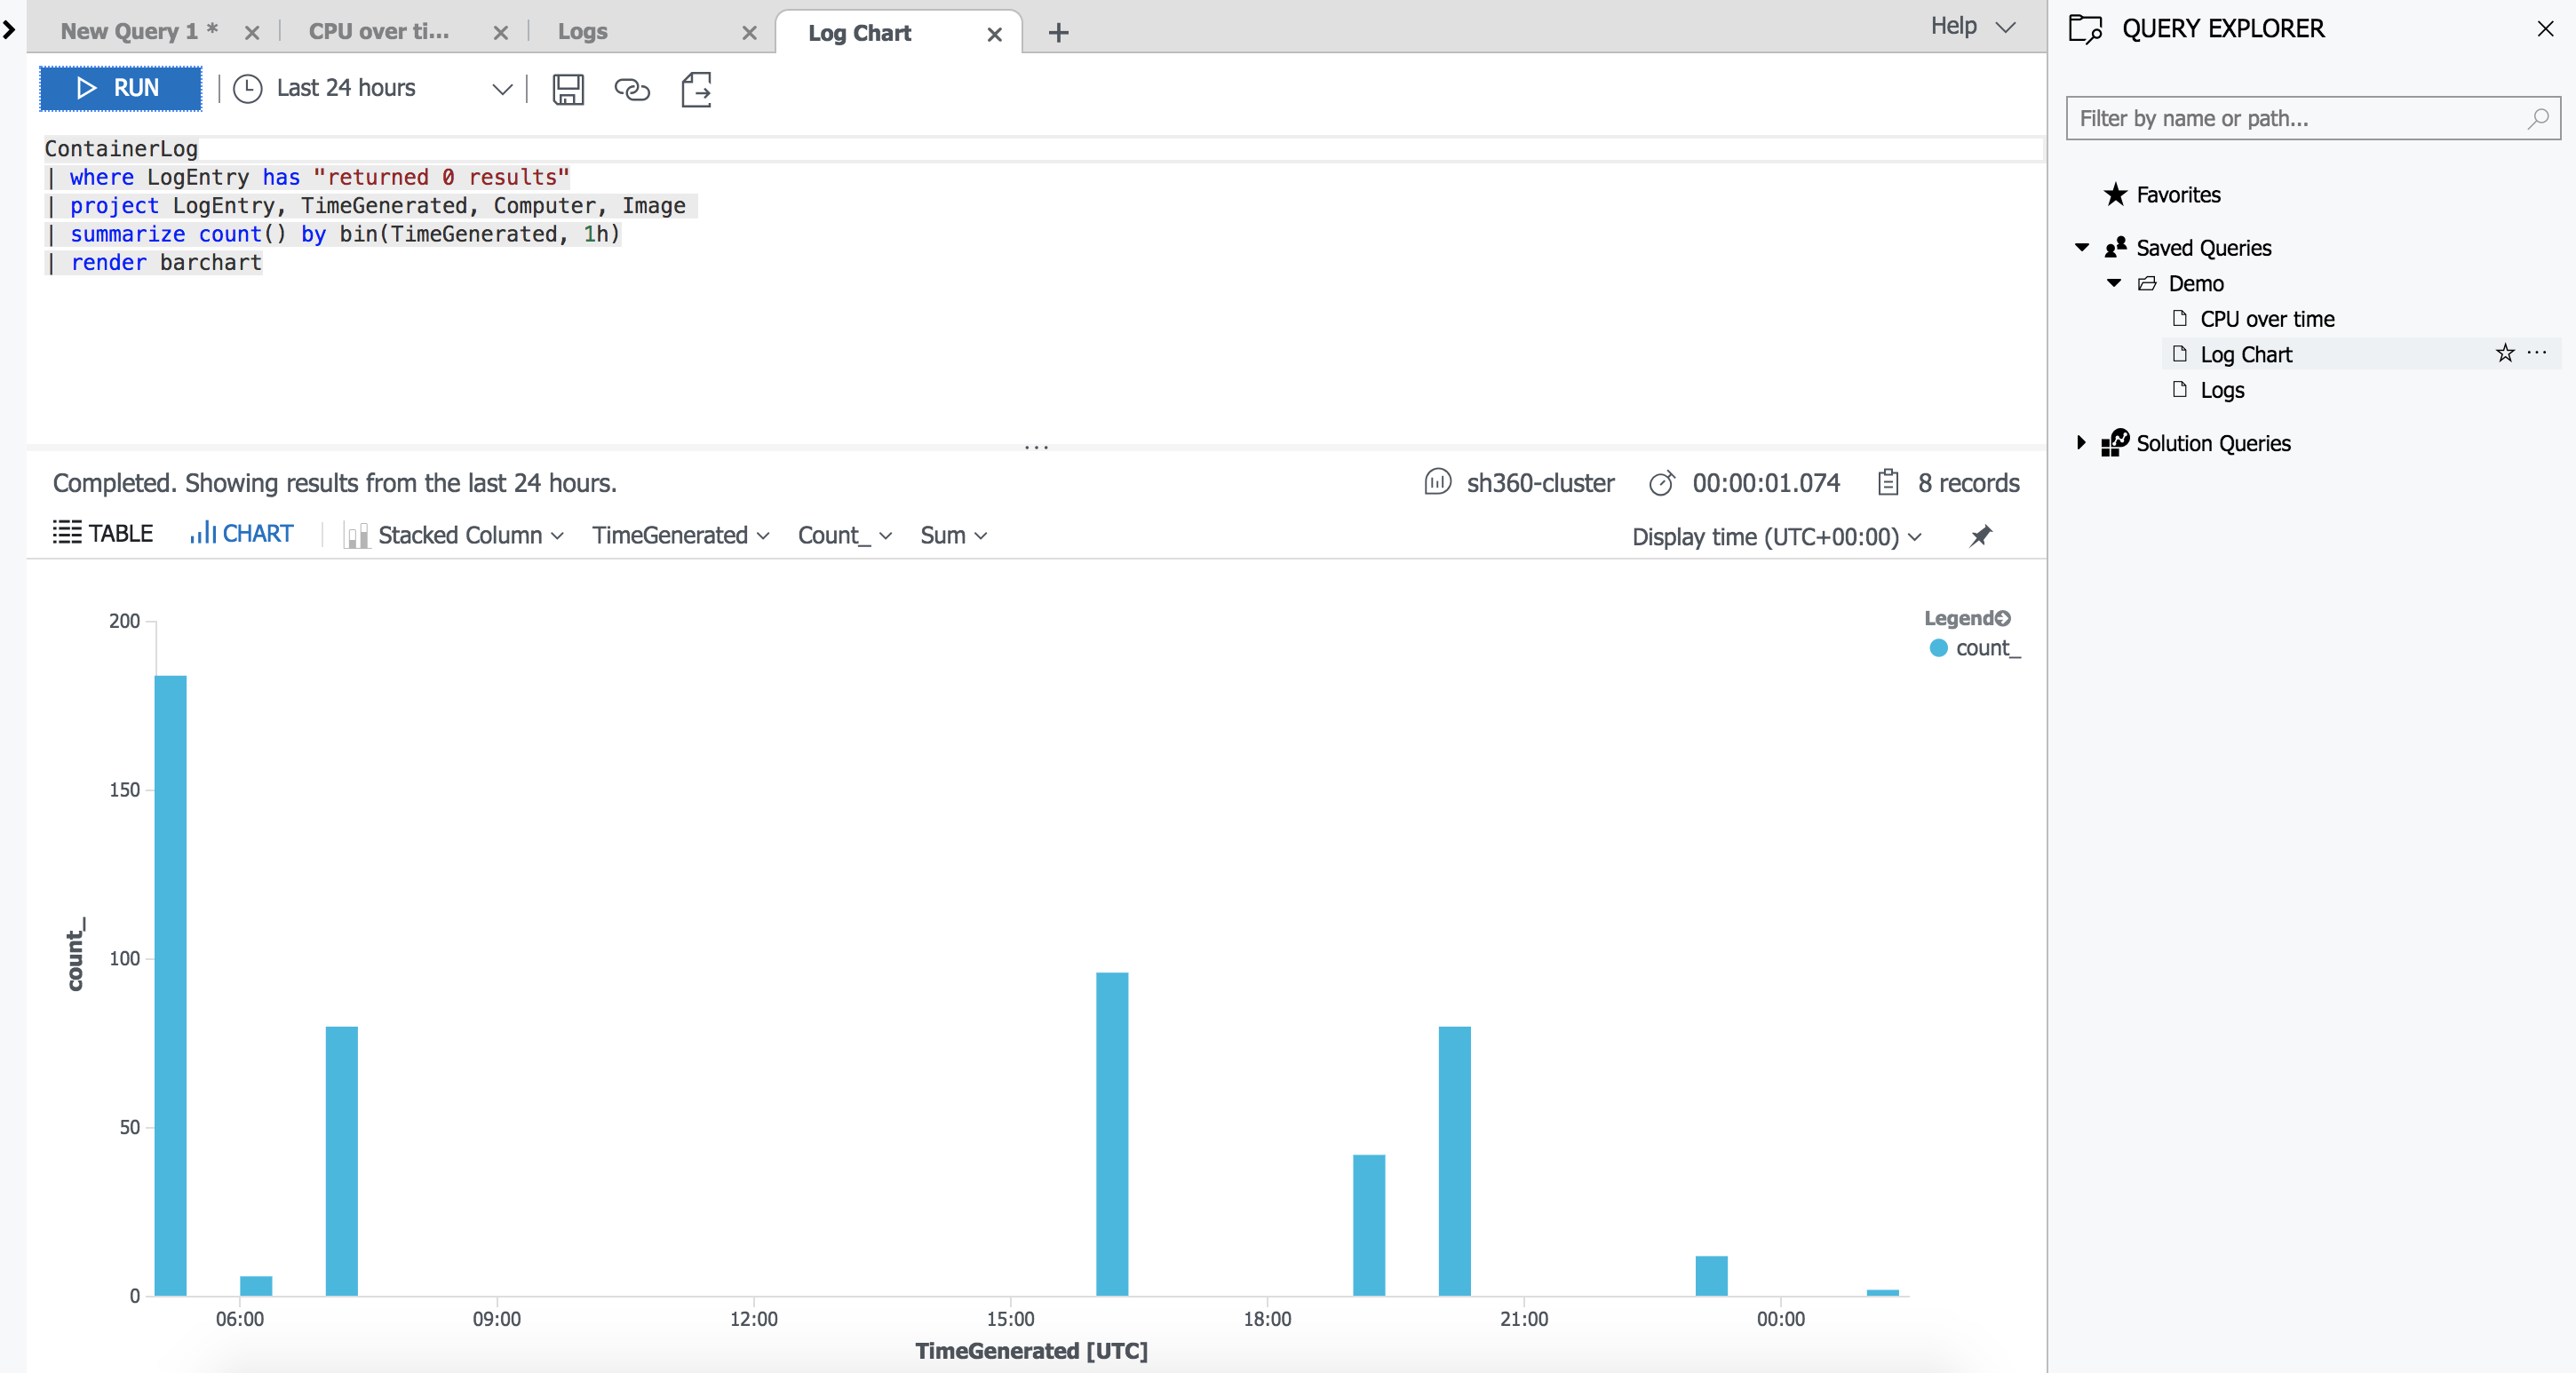 New Query 1 *
CPU over ti...
Logs
Log Chart
Help
RUN
Last 24 hours
ContainerLog
| where LogEntry has "returned 0 results"
| project LogEntry, TimeGenerated, Computer, Image
| summarize count() by bin(TimeGenerated, 1h)
| render barchart
Completed. Showing results from the last 24 hours.
sh360-cluster
00:00:01.074
8 records
TABLE
CHART
Stacked Column
TimeGenerated
Count_
Sum
Display time (UTC+00:00)
Legend
count_
200
150
100
50
0
count_
06:00
09:00
12:00
15:00
18:00
21:00
00:00
TimeGenerated [UTC]
QUERY EXPLORER
Filter by name or path...
Favorites
Saved Queries
Demo
CPU over time
Log Chart
Logs
Solution Queries